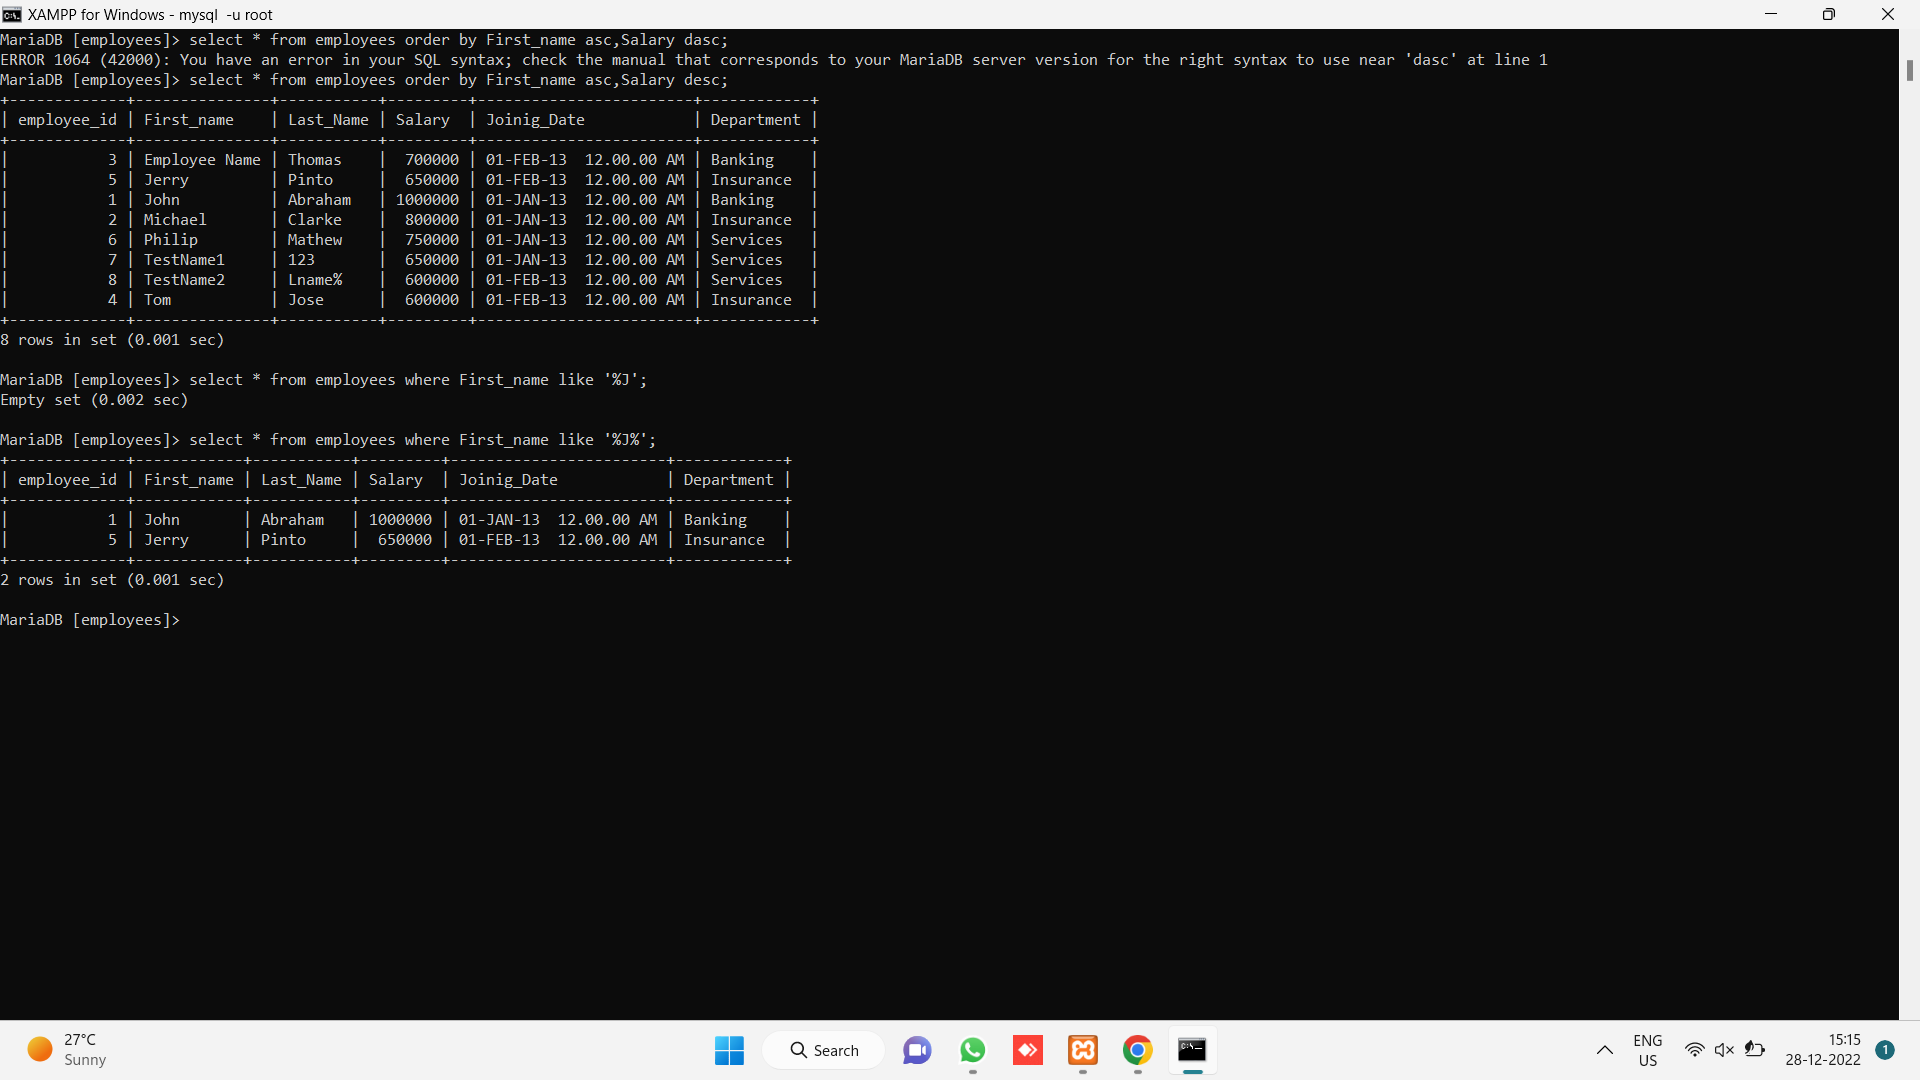 XAMPP for Windows - mysql  -u root
MariaDB [employees]> select * from employees order by First_name asc,Salary dasc;
ERROR 1064 (42000): You have an error in your SQL syntax; check the manual that corresponds to your MariaDB server version for the right syntax to use near 'dasc' at line 1
MariaDB [employees]> select * from employees order by First_name asc,Salary desc;
+-------------+---------------+-----------+---------+------------------------+------------+
| employee_id | First_name    | Last_Name | Salary  | Joinig_Date            | Department |
+-------------+---------------+-----------+---------+------------------------+------------+
|           3 | Employee Name | Thomas    |  700000 | 01-FEB-13  12.00.00 AM | Banking    |
|           5 | Jerry         | Pinto     |  650000 | 01-FEB-13  12.00.00 AM | Insurance  |
|           1 | John          | Abraham   | 1000000 | 01-JAN-13  12.00.00 AM | Banking    |
|           2 | Michael       | Clarke    |  800000 | 01-JAN-13  12.00.00 AM | Insurance  |
|           6 | Philip        | Mathew    |  750000 | 01-JAN-13  12.00.00 AM | Services   |
|           7 | TestName1     | 123       |  650000 | 01-JAN-13  12.00.00 AM | Services   |
|           8 | TestName2     | Lname%    |  600000 | 01-FEB-13  12.00.00 AM | Services   |
|           4 | Tom           | Jose      |  600000 | 01-FEB-13  12.00.00 AM | Insurance  |
+-------------+---------------+-----------+---------+------------------------+------------+
8 rows in set (0.001 sec)
MariaDB [employees]> select * from employees where First_name like '%J';
Empty set (0.002 sec)
MariaDB [employees]> select * from employees where First_name like '%J%';
+-------------+------------+-----------+---------+------------------------+------------+
| employee_id | First_name | Last_Name | Salary  | Joinig_Date            | Department |
+-------------+------------+-----------+---------+------------------------+------------+
|           1 | John       | Abraham   | 1000000 | 01-JAN-13  12.00.00 AM | Banking    |
|           5 | Jerry      | Pinto     |  650000 | 01-FEB-13  12.00.00 AM | Insurance  |
+-------------+------------+-----------+---------+------------------------+------------+
2 rows in set (0.001 sec)
MariaDB [employees]>
27°C
Sunny
Search
ENG
US
15:15
28-12-2022
1